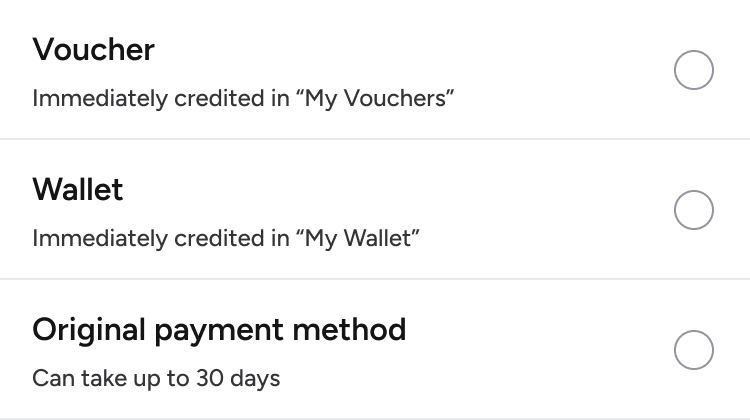 Voucher
Immediately credited in “My Vouchers”
Wallet
Immediately credited in “My Wallet”
Original payment method
Can take up to 30 days